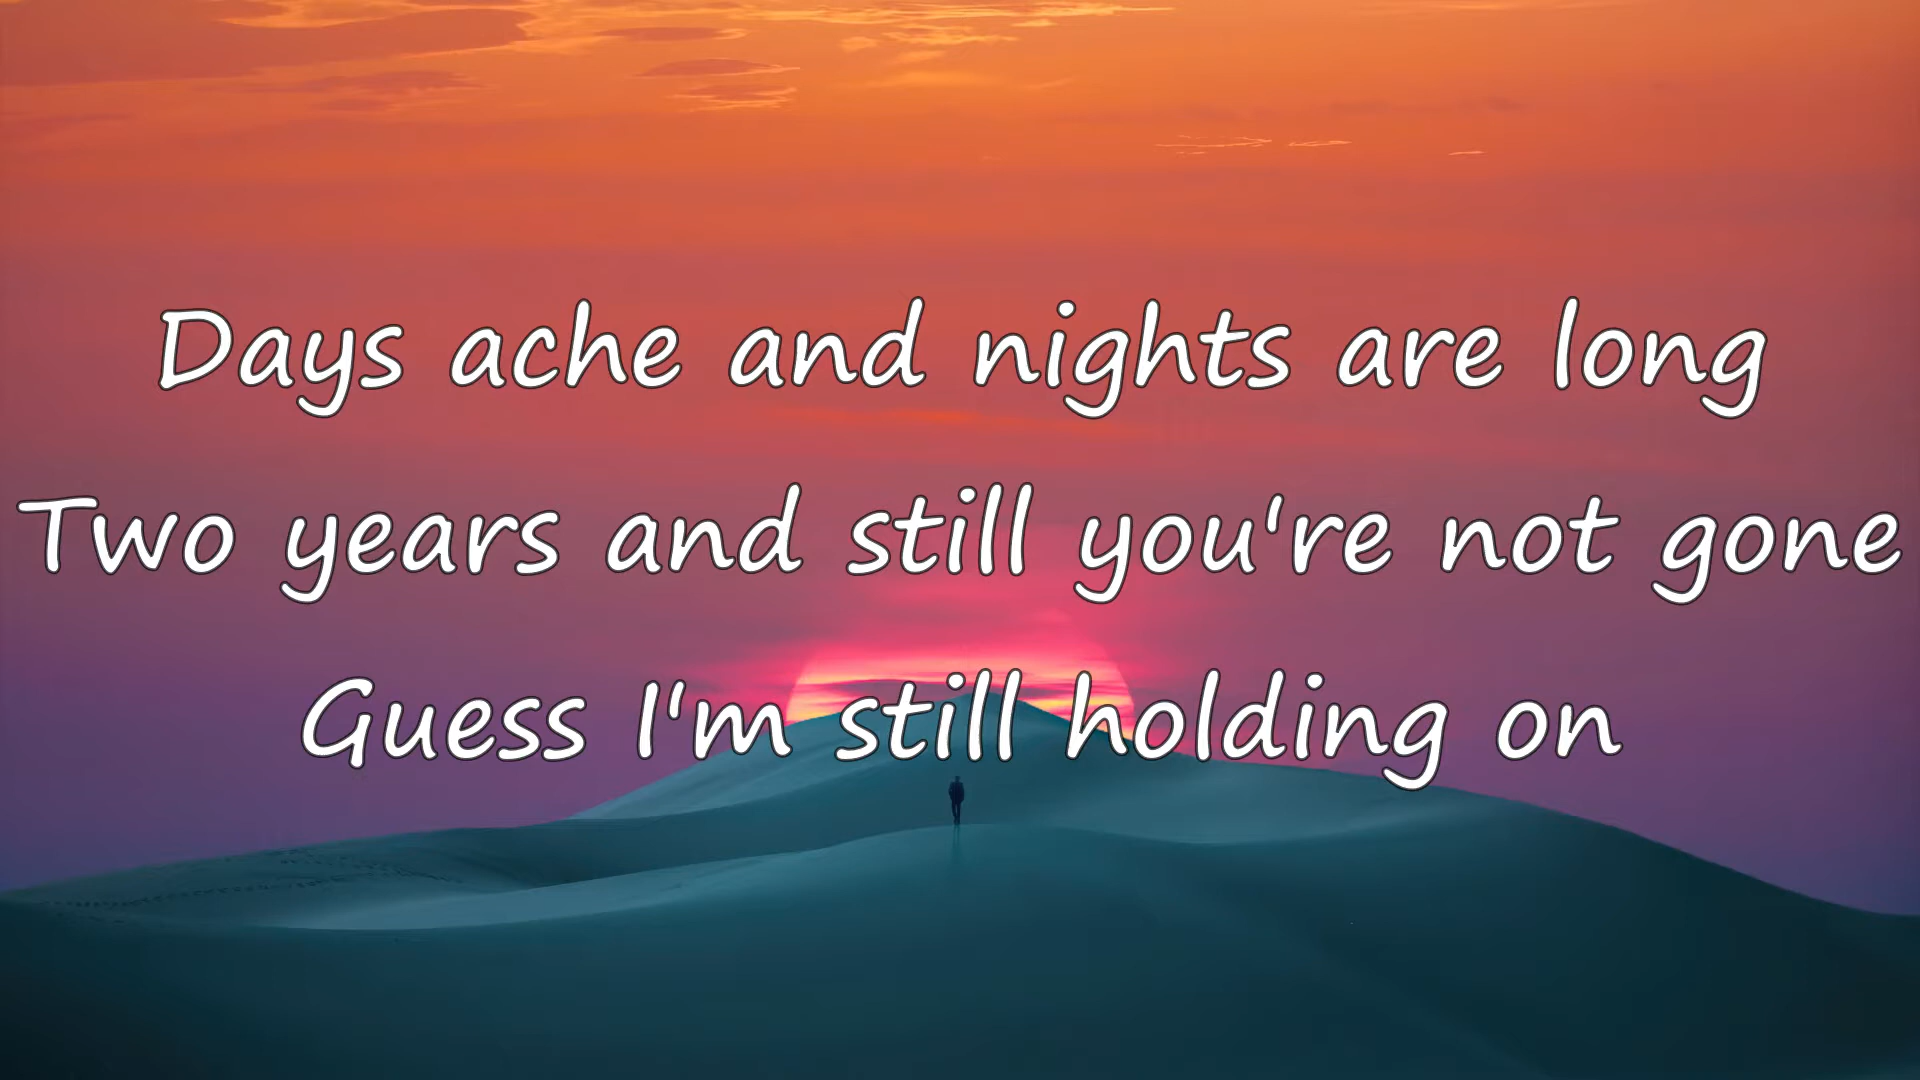 Days ache and nights are long
Two years and still you're not gone
Guess I'm still holding on